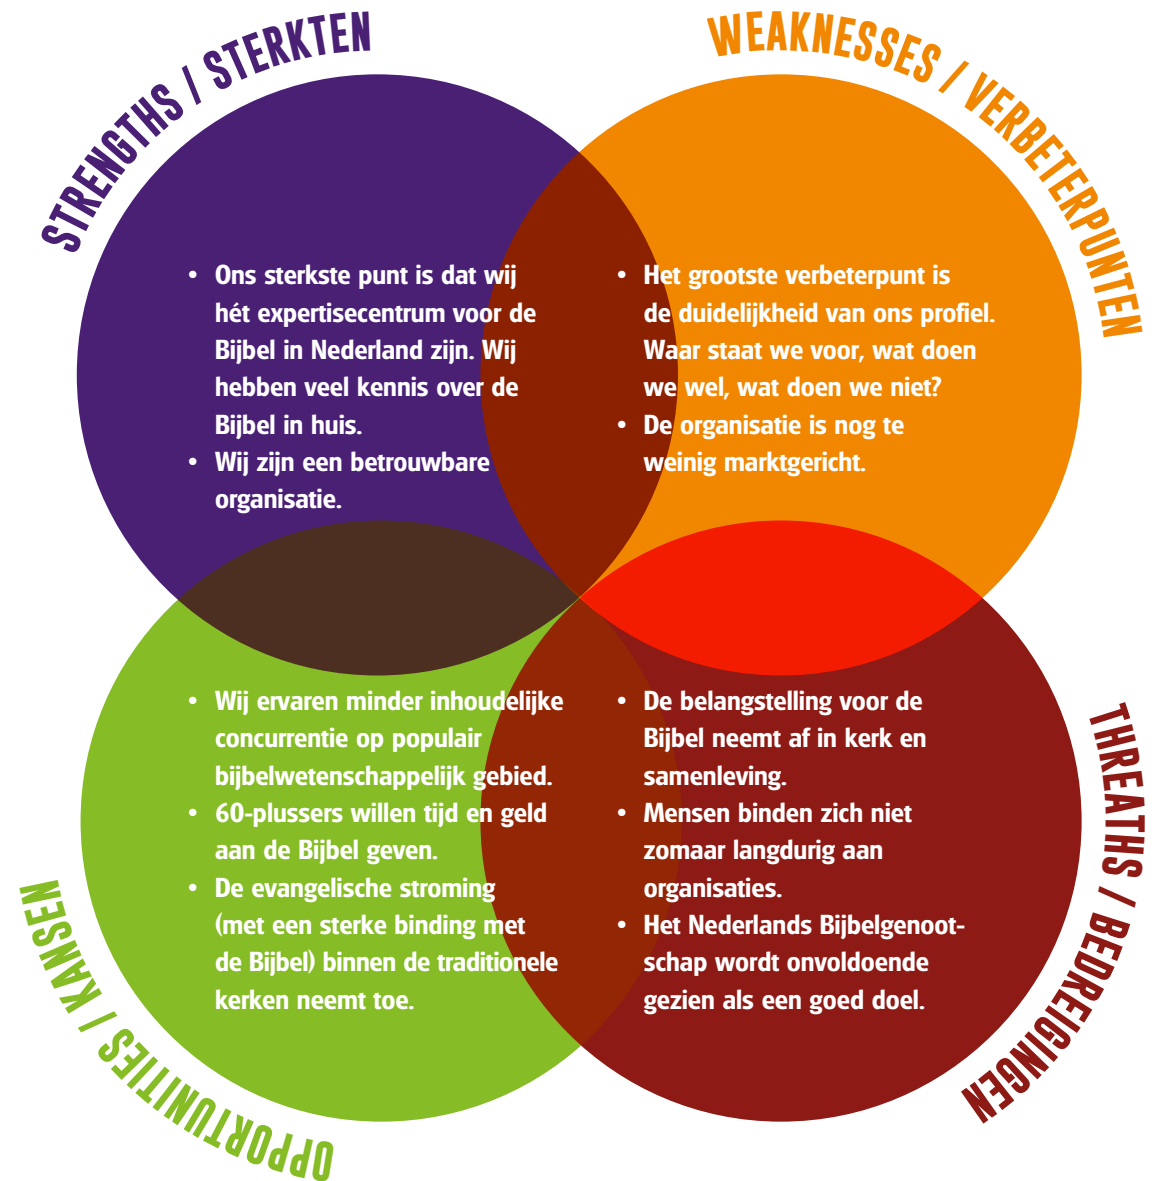 STRENGTHS / STERKTEN
• Ons sterkste punt is dat wij
hét expertisecentrum voor de
Bijbel in Nederland zijn. Wij
hebben veel kennis over de
Bijbel in huis.
• Wij zijn een betrouwbare
organisatie.
WEAKNESSES / VERBETERPUNTEN
• Het grootste verbeterpunt is
de duidelijkheid van ons profiel.
Waar staat we voor, wat doen
we wel, wat doen we niet?
• De organisatie is nog te
weinig marktgericht.
OPPORTUNITIES / KANSEN
• Wij ervaren minder inhoudelijke
concurrentie op populair
bijbelwetenschappelijk gebied.
• 60-plussers willen tijd en geld
aan de Bijbel geven.
• De evangelische stroming
(met een sterke binding met
de Bijbel) binnen de traditionele
kerken neemt toe.
THREATHS / BEDREIGINGEN
• De belangstelling voor de
Bijbel neemt af in kerk en
samenleving.
• Mensen binden zich niet
zomaar langdurig aan
organisaties.
• Het Nederlands Bijbelgenoot-
schap wordt onvoldoende
gezien als een goed doel.